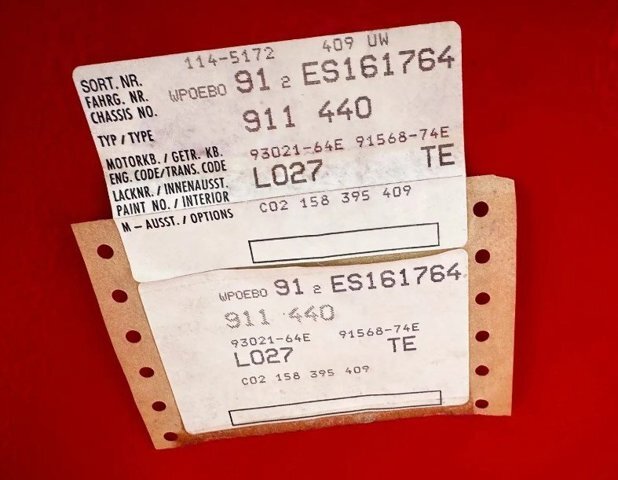 114-5172 409 UW
SORT. NR.
FAHRG. NR. WPOEBO 91 2 ES161764
CHASSIS NO.
TYP / TYPE 911 440
MOTORKB. / GETR. KB. 93021-64E 91568-74E
ENG. CODE/TRANS. CODE
LACKNR. / INNENAUSST. L027 TE
PAINT NO. / INTERIOR
M – AUSST. / OPTIONS C02 158 395 409
WPOEBO 91 2 ES161764
911 440
93021-64E 91568-74E
L027 TE
C02 158 395 409